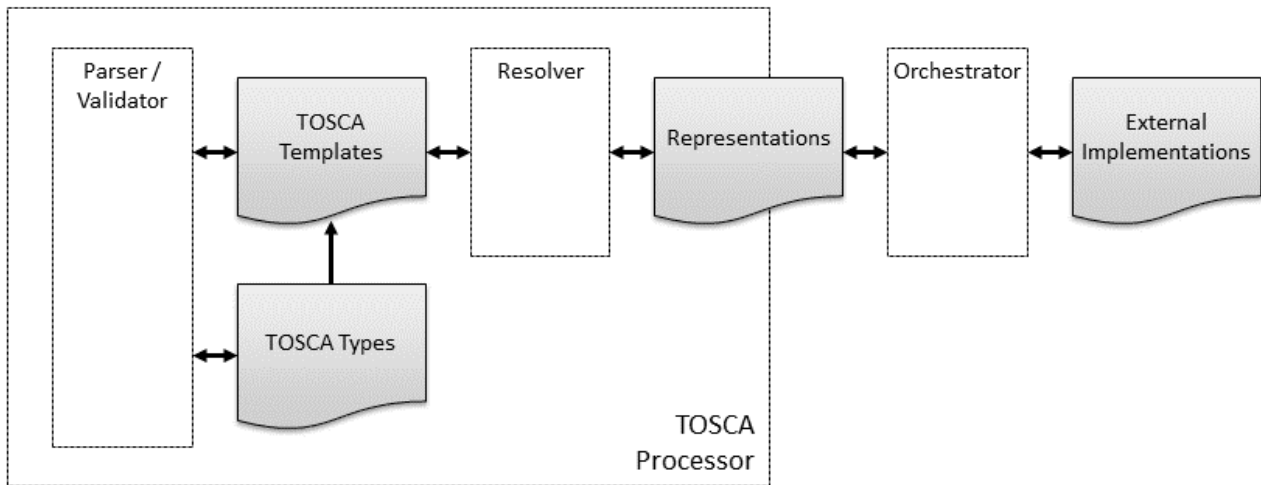 Parser /
Validator
TOSCA
Templates
Resolver
Representations
Orchestrator
External
Implementations
TOSCA Types
TOSCA
Processor